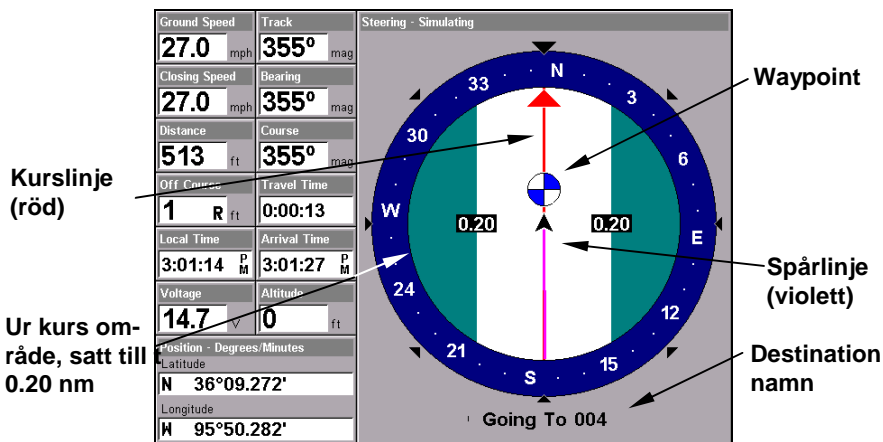 Ground Speed
27.0 mph
Track
355° mag
Closing Speed
27.0 mph
Bearing
355° mag
Distance
513 ft
Course
355° mag
Off Course
1 R ft
Travel Time
0:00:13
Local Time
3:01:14 PM
Arrival Time
3:01:27 PM
Voltage
14.7 V
Altitude
0 ft
Position - Degrees/Minutes
Latitude
N 36°09.272'
Longitude
W 95°50.282'
Steering - Simulating
N
33
3
30
6
W
E
24
12
21
15
S
0.20
0.20
Going To 004
Kurslinje
(röd)
Ur kurs om-
råde, satt till
0.20 nm
Waypoint
Spårlinje
(violett)
Destination
namn